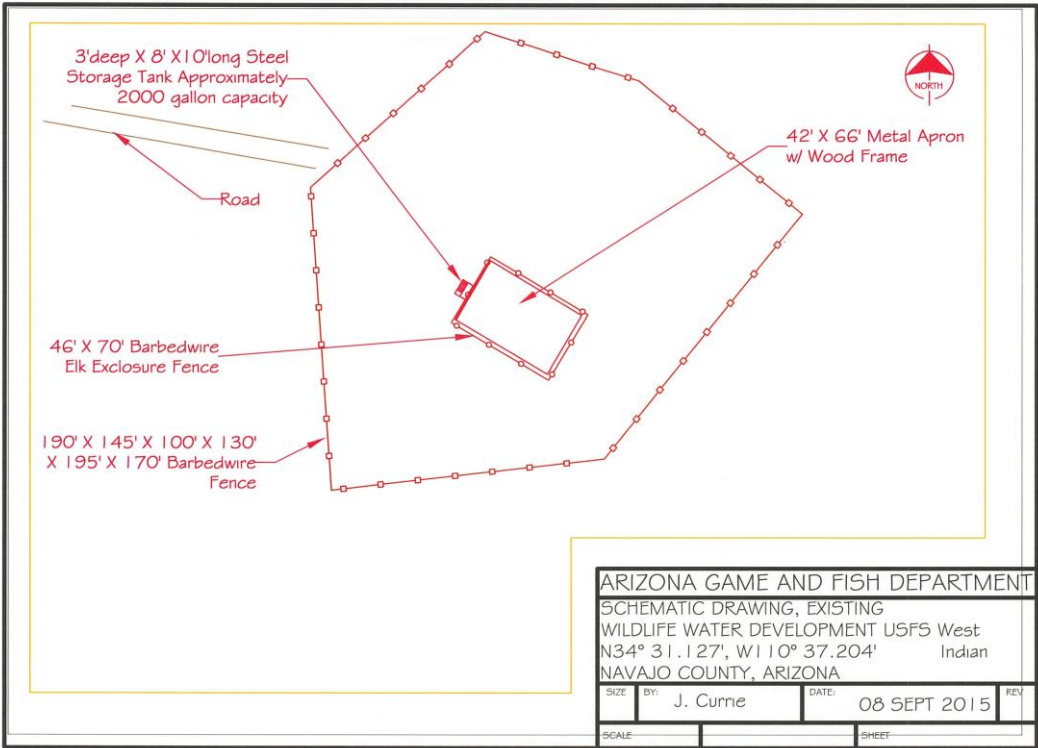 3'deep X 8' X10'long Steel
Storage Tank Approximately
2000 gallon capacity
NORTH
42' X 66' Metal Apron
w/ Wood Frame
Road
46' X 70' Barbedwire
Elk Exclosure Fence
190' X 145' X 100' X 130'
X 195' X 170' Barbedwire
Fence
ARIZONA GAME AND FISH DEPARTMENT
SCHEMATIC DRAWING, EXISTING
WILDLIFE WATER DEVELOPMENT USFS West
N34° 31.127', W110° 37.204' Indian
NAVAJO COUNTY, ARIZONA
SIZE BY: J. Currie DATE: 08 SEPT 2015 REV
SCALE SHEET